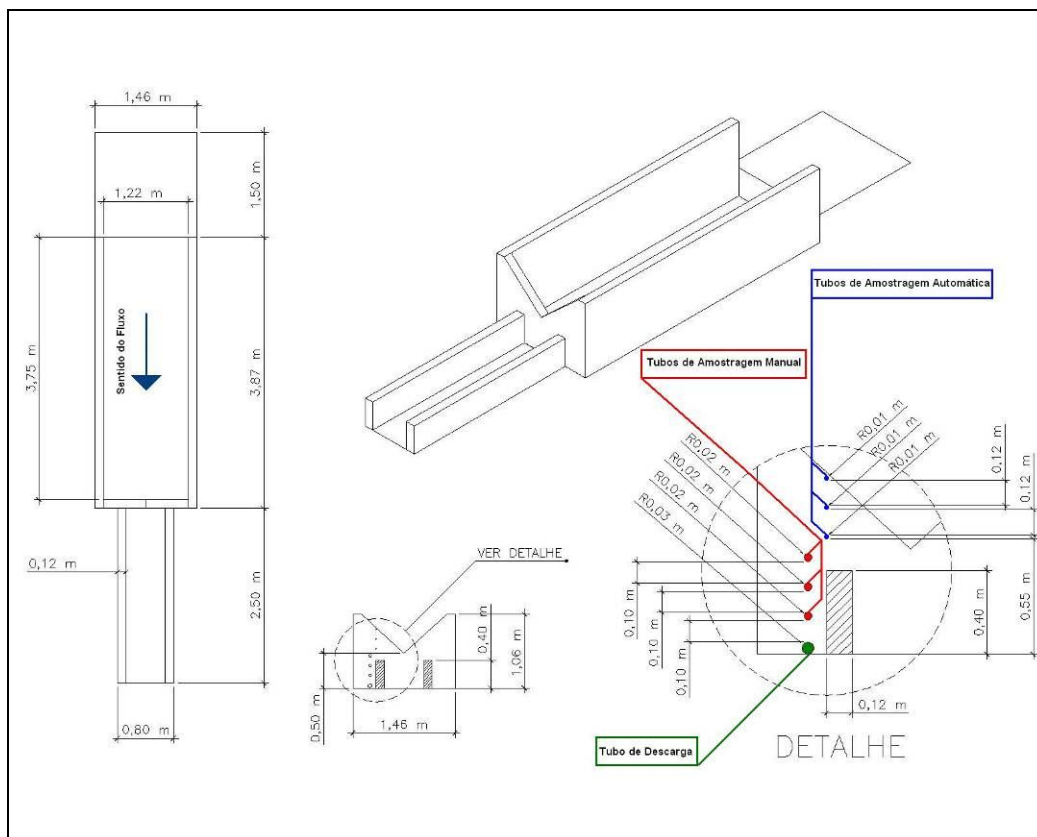 1,46 m
1,22 m
1,50 m
3,75 m
Sentido do Fluxo
3,87 m
0,12 m
2,50 m
0,80 m
VER DETALHE
0,40 m
1,06 m
0,50 m
1,46 m
Tubos de Amostragem Automática
Tubos de Amostragem Manual
R0,01 m
R0,01 m
R0,01 m
R0,02 m
R0,02 m
R0,02 m
R0,03 m
0,12 m
0,12 m
0,55 m
0,40 m
0,10 m
0,10 m
0,10 m
0,12 m
Tubo de Descarga
DETALHE